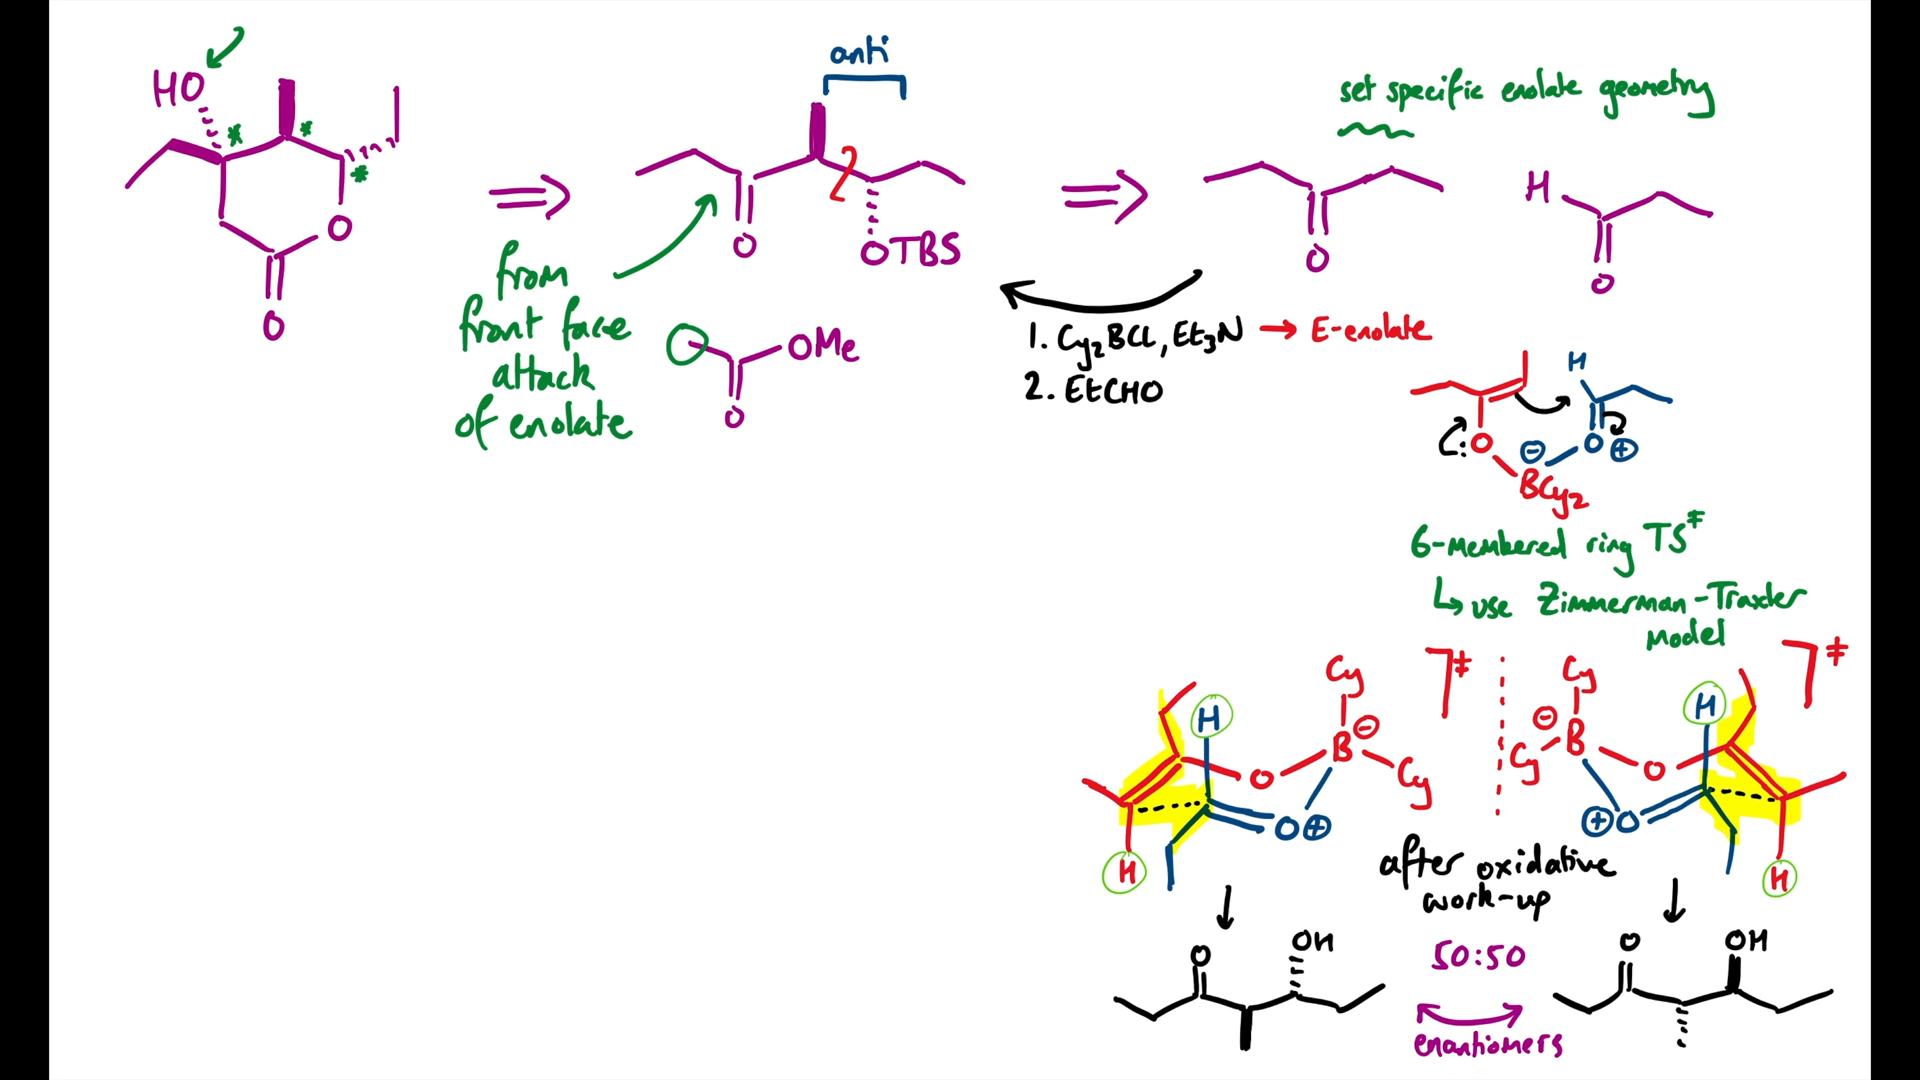 HO
*
*
*
O
O
anti
O
OTBS
from
front face
attack
of enolate
OMe
O
set specific enolate geometry
O
H
O
1. Cy₂BCl, Et₃N → E-enolate
2. EtCHO
H
:O
⊖
O
⊕
BCy₂
6-membered ring TS‡
↳ use Zimmerman-Traxler
model
Cy
‡
H
B
⊖
O
Cy
O⊕
H
Cy
‡
H
⊖
B
Cy
O
⊕O
H
after oxidative
work-up
O
OH
50:50
enantiomers
O
OH